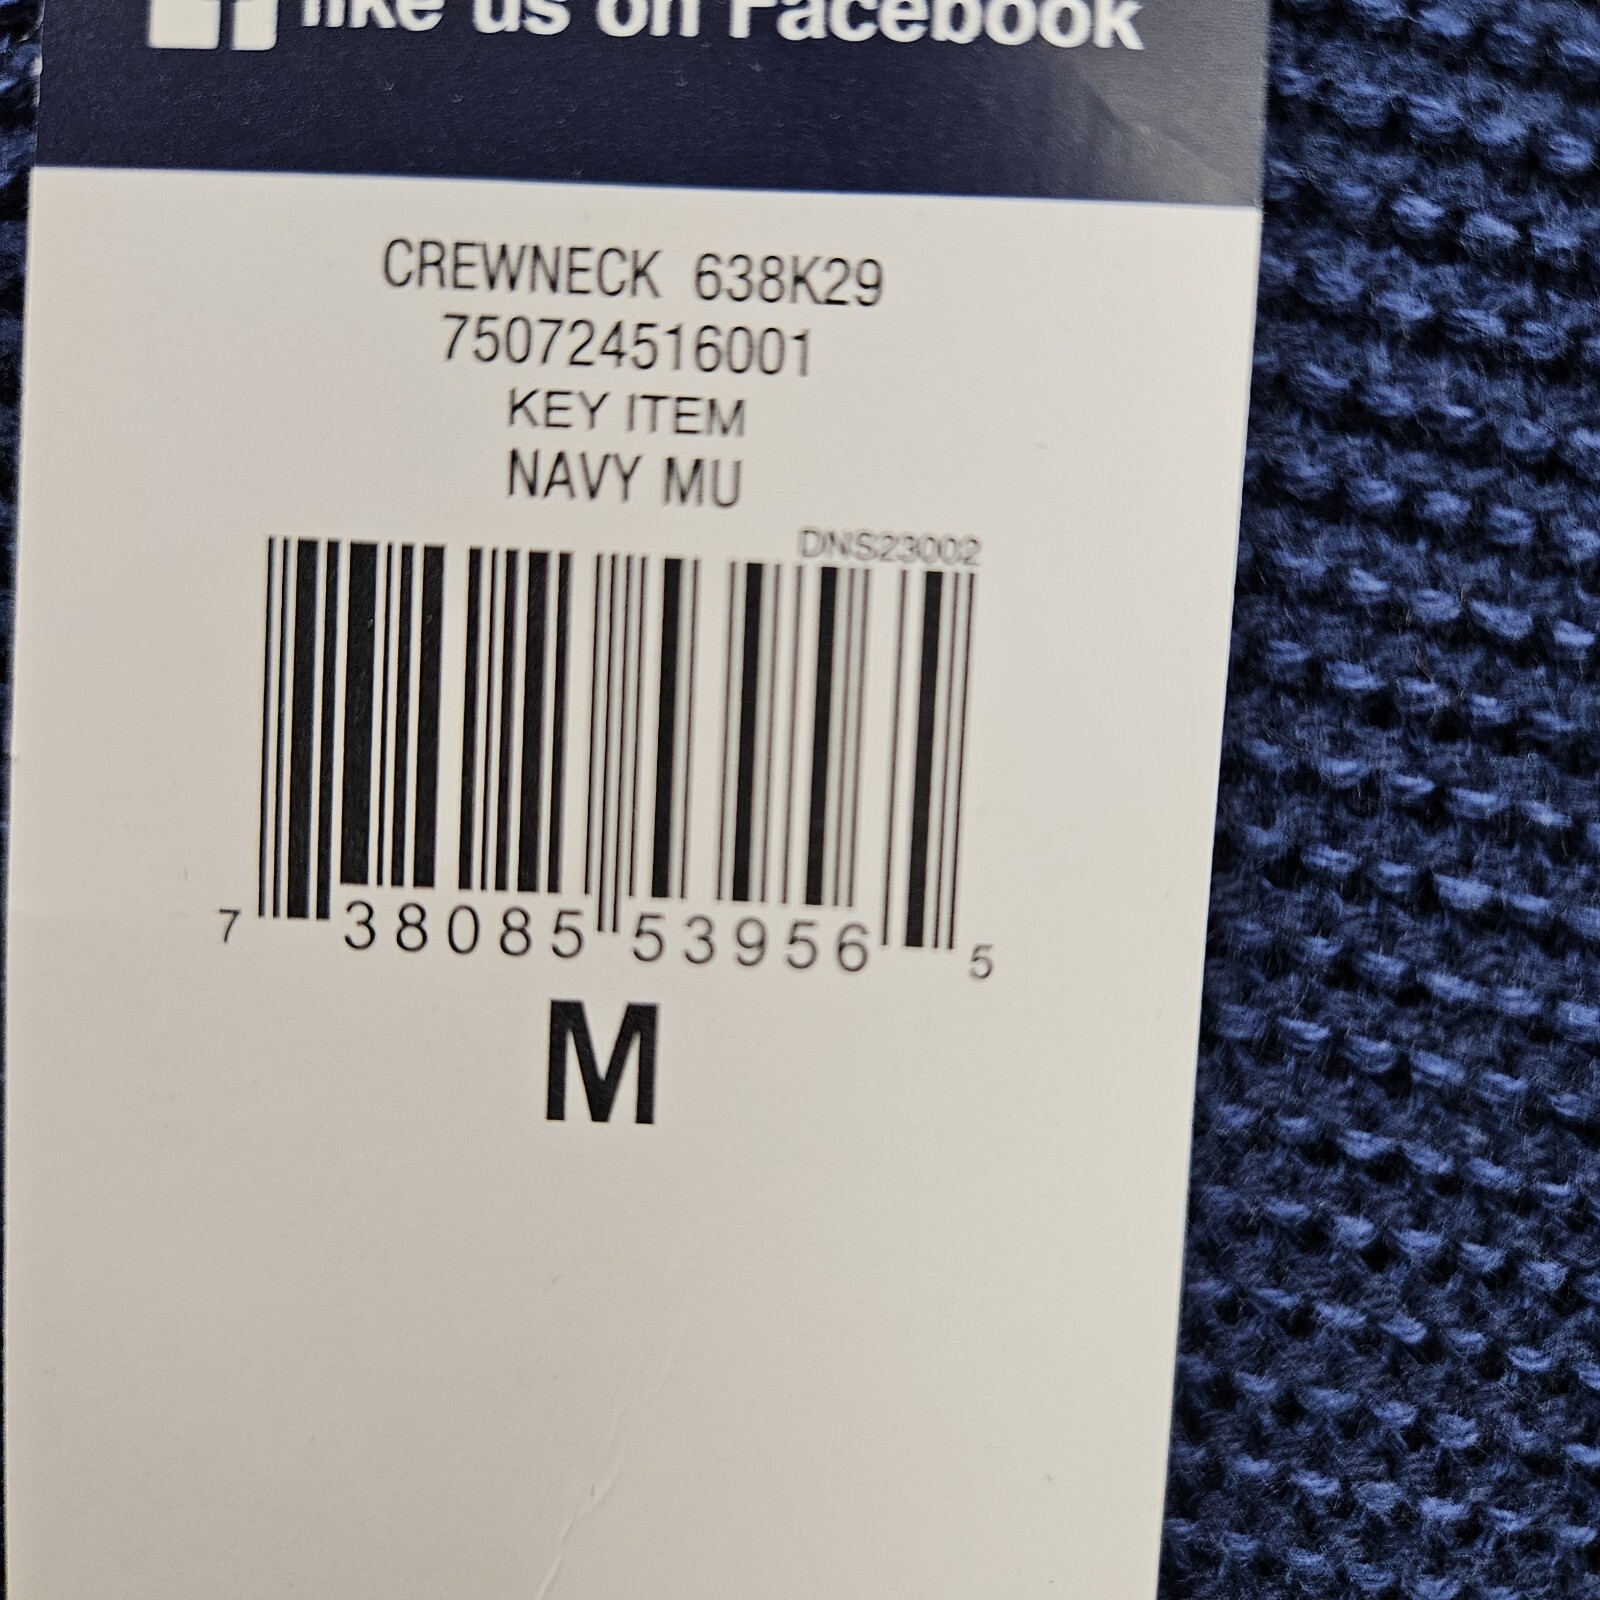 like us on Facebook
CREWNECK 638K29
750724516001
KEY ITEM
NAVY MU
DNS23002
7 38085 53956 5
M